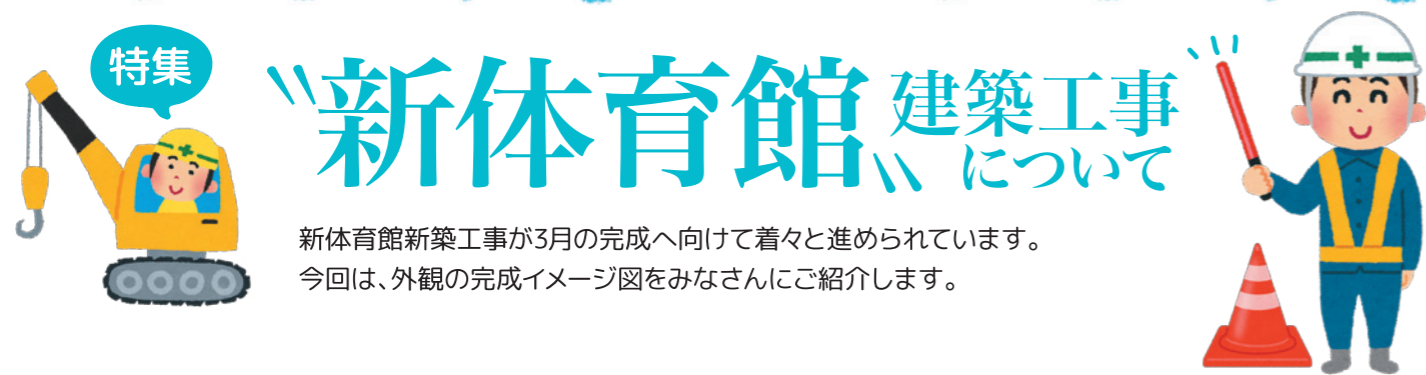 特集
〝新体育館〟建築工事
について
新体育館新築工事が3月の完成へ向けて着々と進められています。
今回は、外観の完成イメージ図をみなさんにご紹介します。